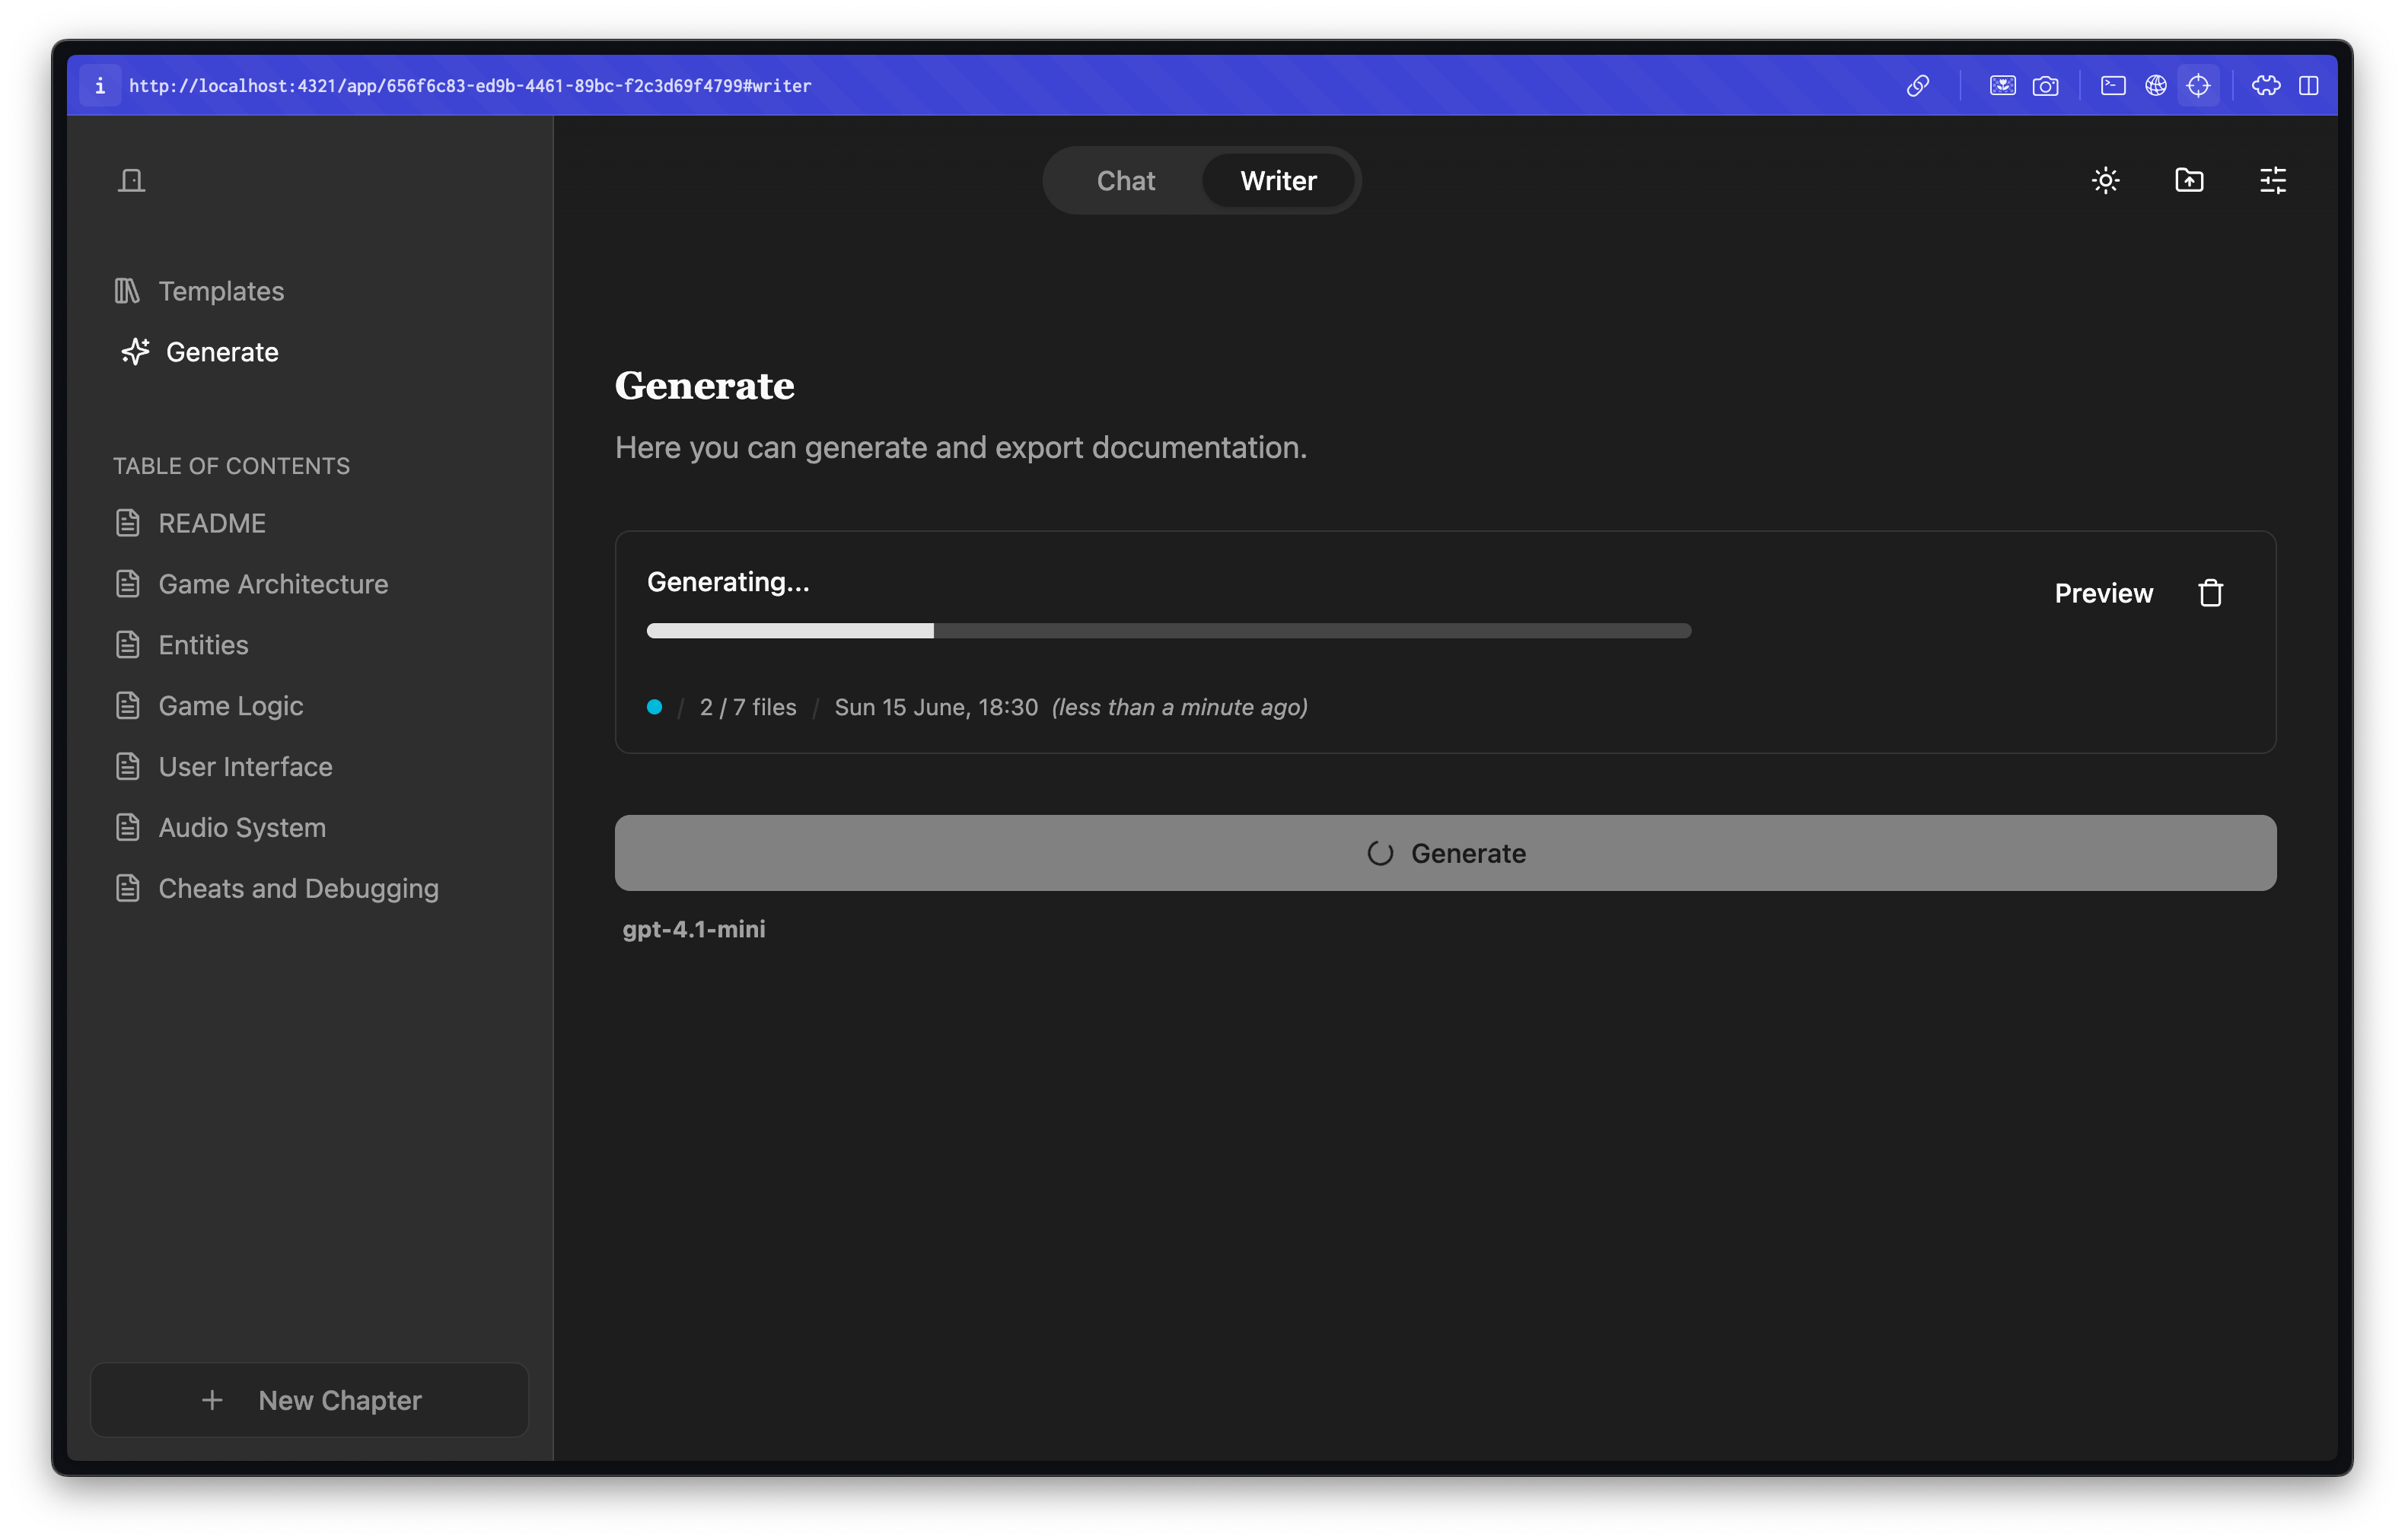 i http://localhost:4321/app/656f6c83-ed9b-4461-89bc-f2c3d69f4799#writer
Chat Writer
Templates
Generate
TABLE OF CONTENTS
README
Game Architecture
Entities
Game Logic
User Interface
Audio System
Cheats and Debugging
+ New Chapter
Generate
Here you can generate and export documentation.
Generating...
Preview
/ 2 / 7 files / Sun 15 June, 18:30 (less than a minute ago)
Generate
gpt-4.1-mini